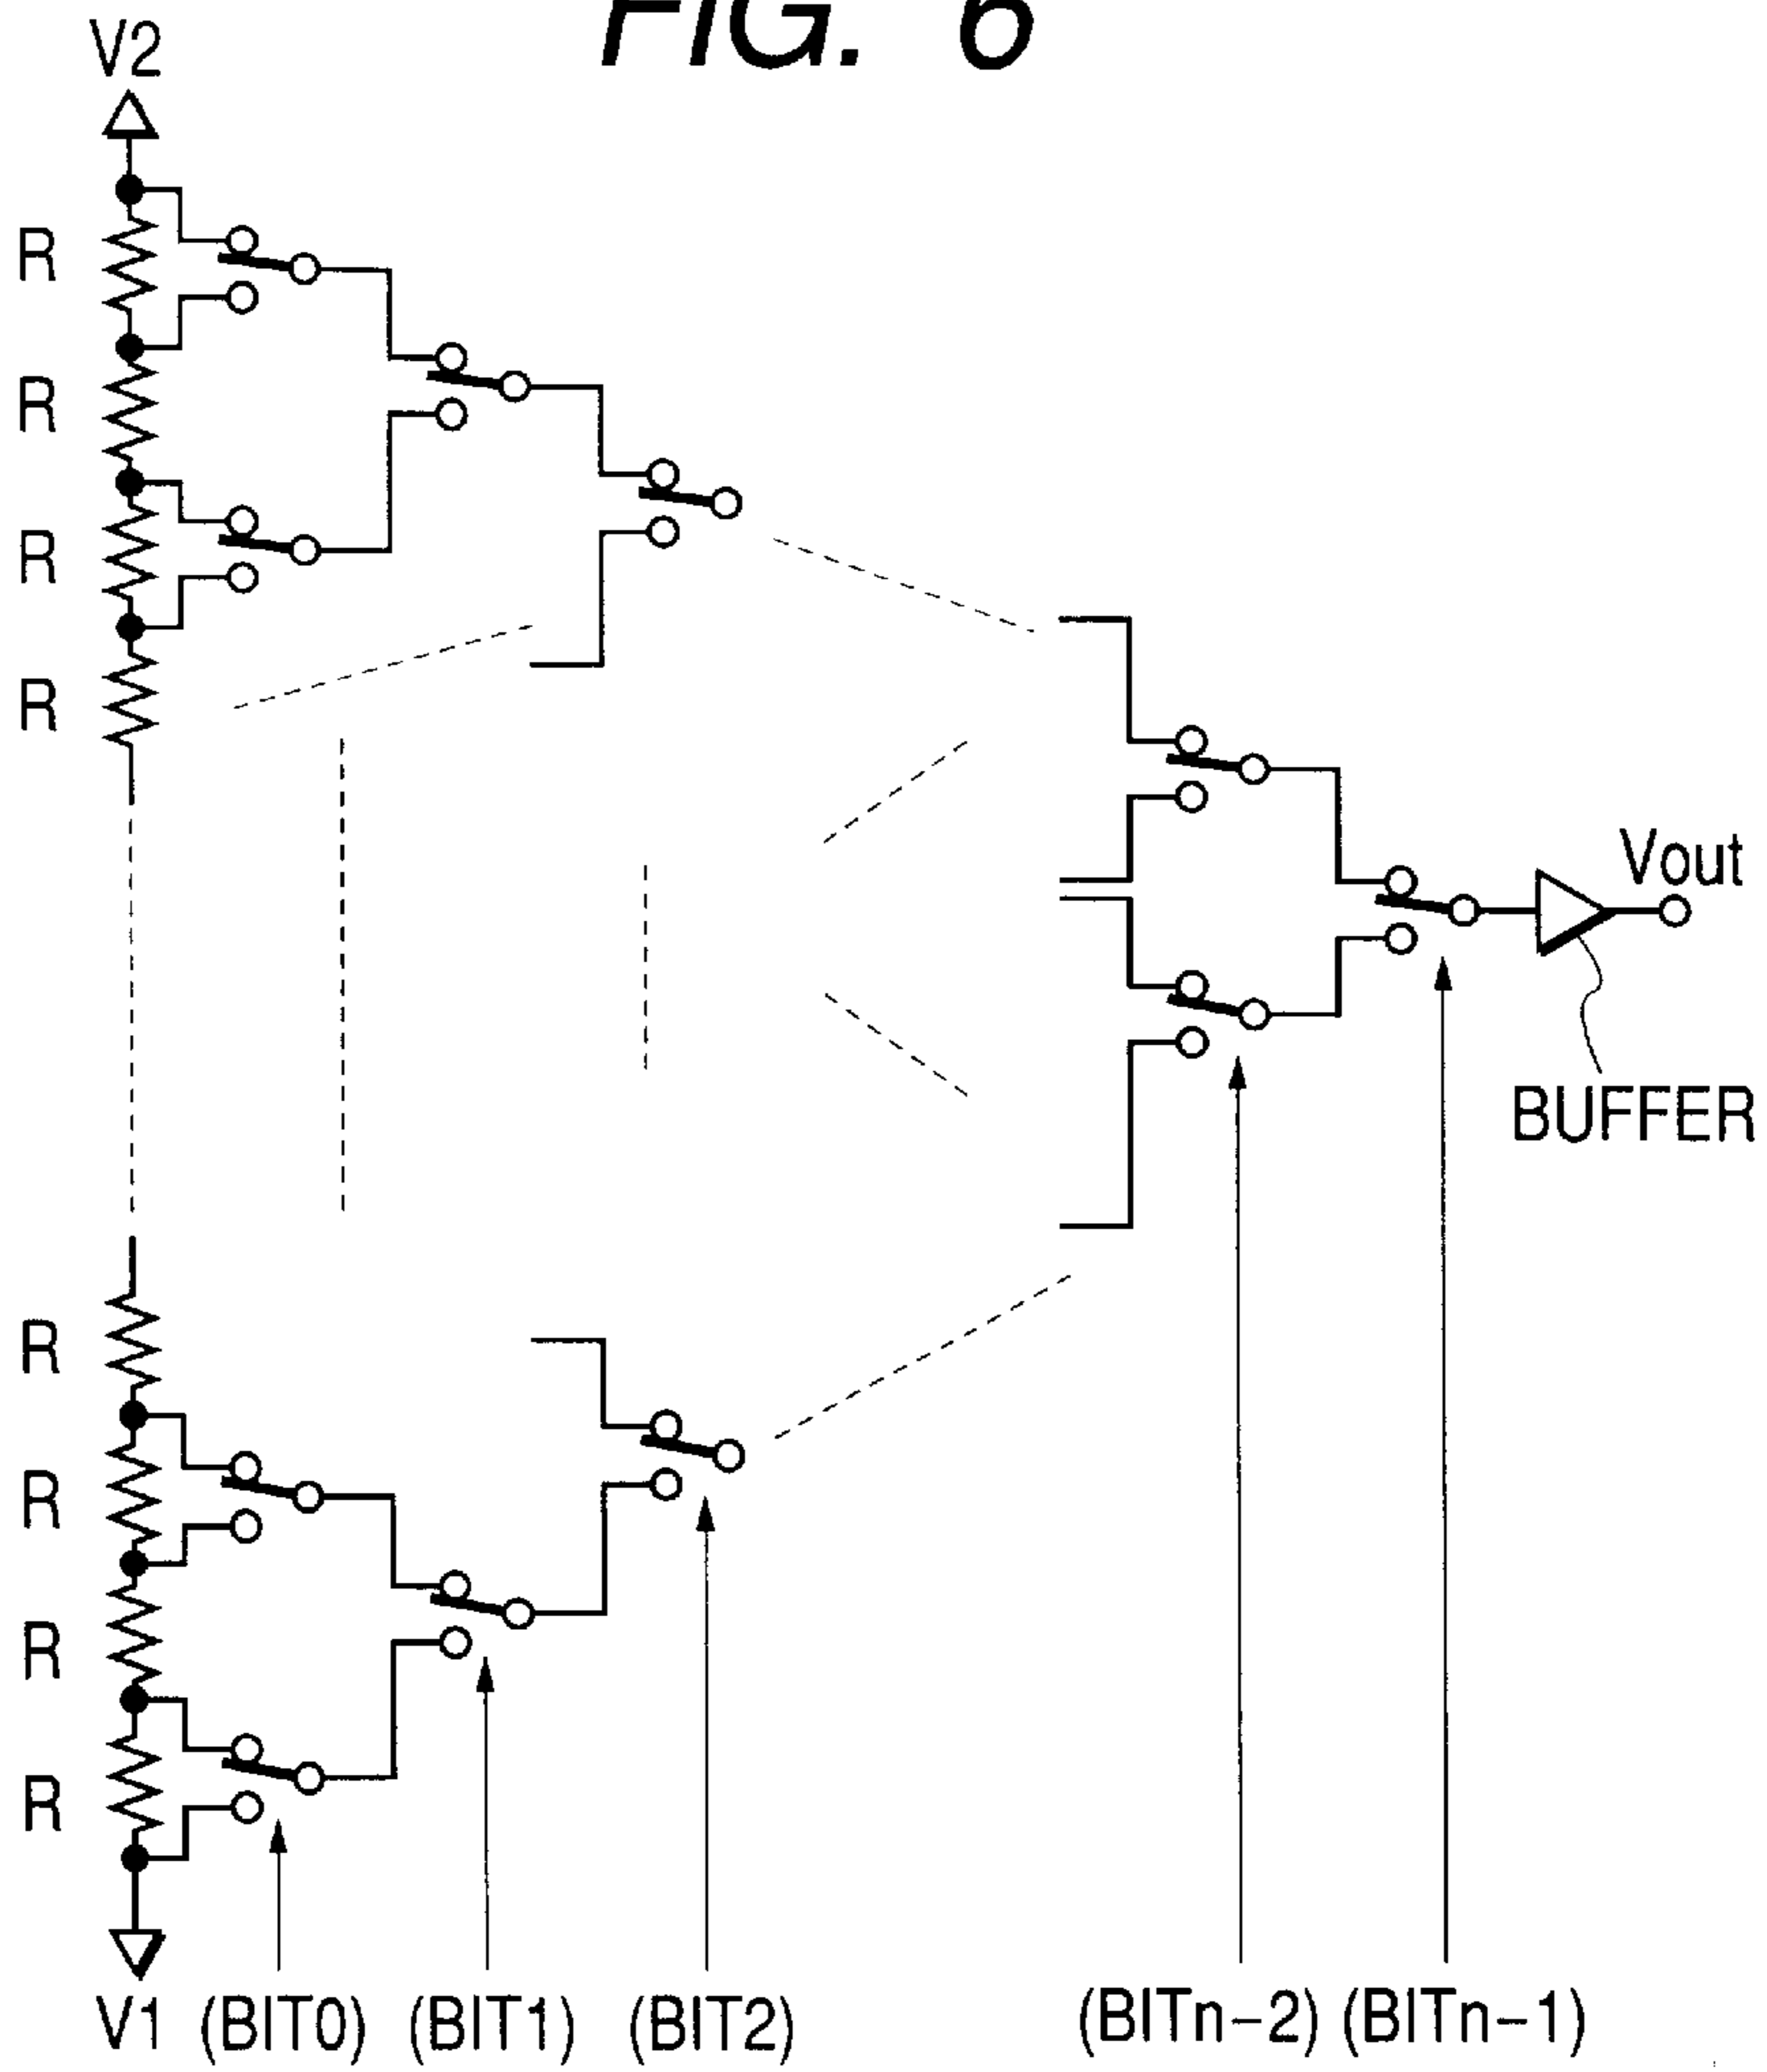 FIG. 6
V2
R
R
R
R
Vout
BUFFER
R
R
R
R
V1 (BIT0) (BIT1) (BIT2) (BITn-2) (BITn-1)